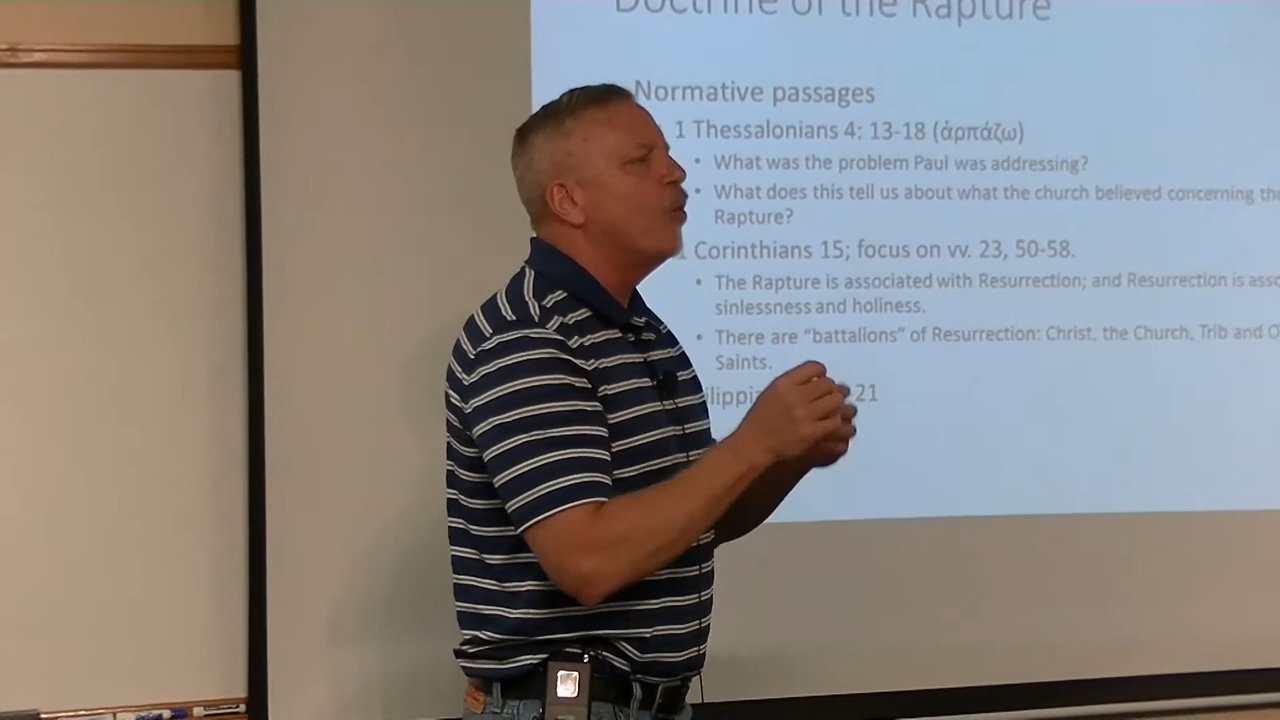 Doctrine of the Rapture
Normative passages
1 Thessalonians 4: 13-18 (ἁρπάζω)
• What was the problem Paul was addressing?
• What does this tell us about what the church believed concerning the
Rapture?
1 Corinthians 15; focus on vv. 23, 50-58.
• The Rapture is associated with Resurrection; and Resurrection is
sinlessness and holiness.
• There are "battalions" of Resurrection: Christ, the Church, Trib and
Saints.
21